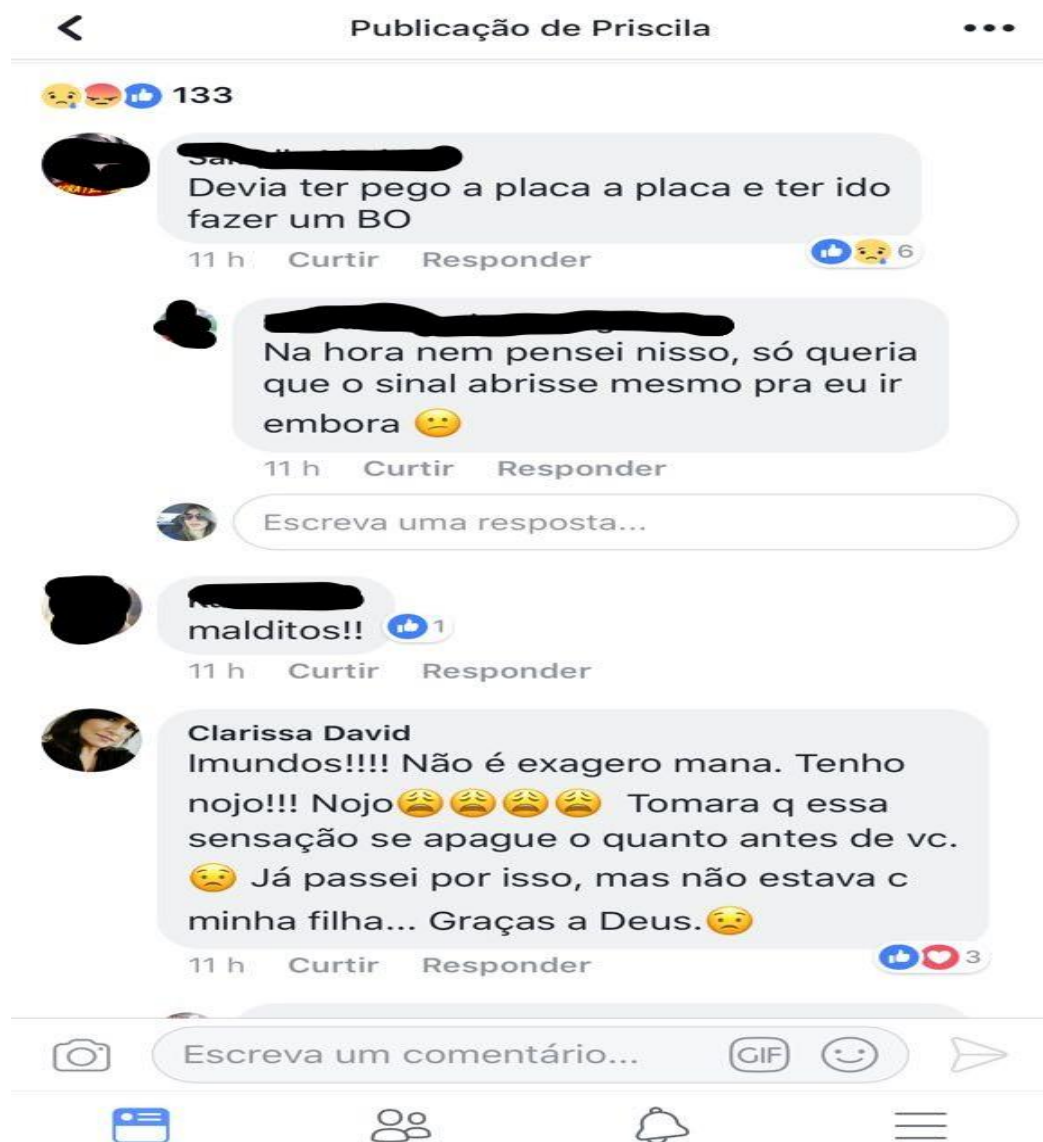 Publicação de Priscila
133
Devia ter pego a placa a placa e ter ido
fazer um BO
11 h Curtir Responder
6
Na hora nem pensei nisso, só queria
que o sinal abrisse mesmo pra eu ir
embora 😕
11 h Curtir Responder
Escreva uma resposta...
malditos!! 1
11 h Curtir Responder
Clarissa David
Imundos!!!! Não é exagero mana. Tenho
nojo!!! Nojo😩😩😩😩 Tomara q essa
sensação se apague o quanto antes de vc.
😟 Já passei por isso, mas não estava c
minha filha... Graças a Deus.😟
11 h Curtir Responder
3
Escreva um comentário...
GIF